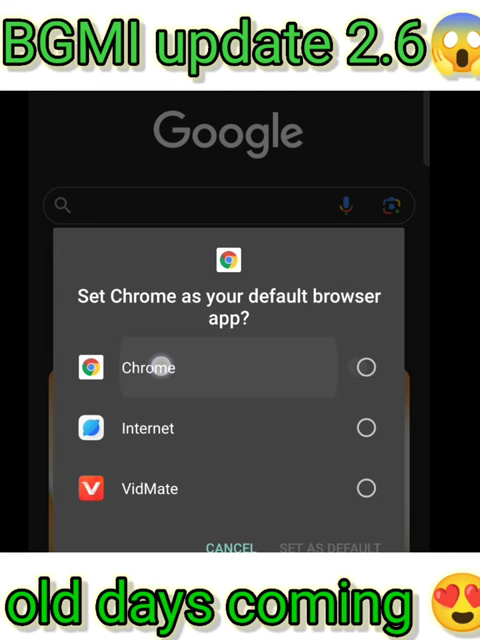 BGMI update 2.6😱
Google
Set Chrome as your default browser
app?
Chrome
Internet
VidMate
CANCEL SET AS DEFAULT
old days coming 😍